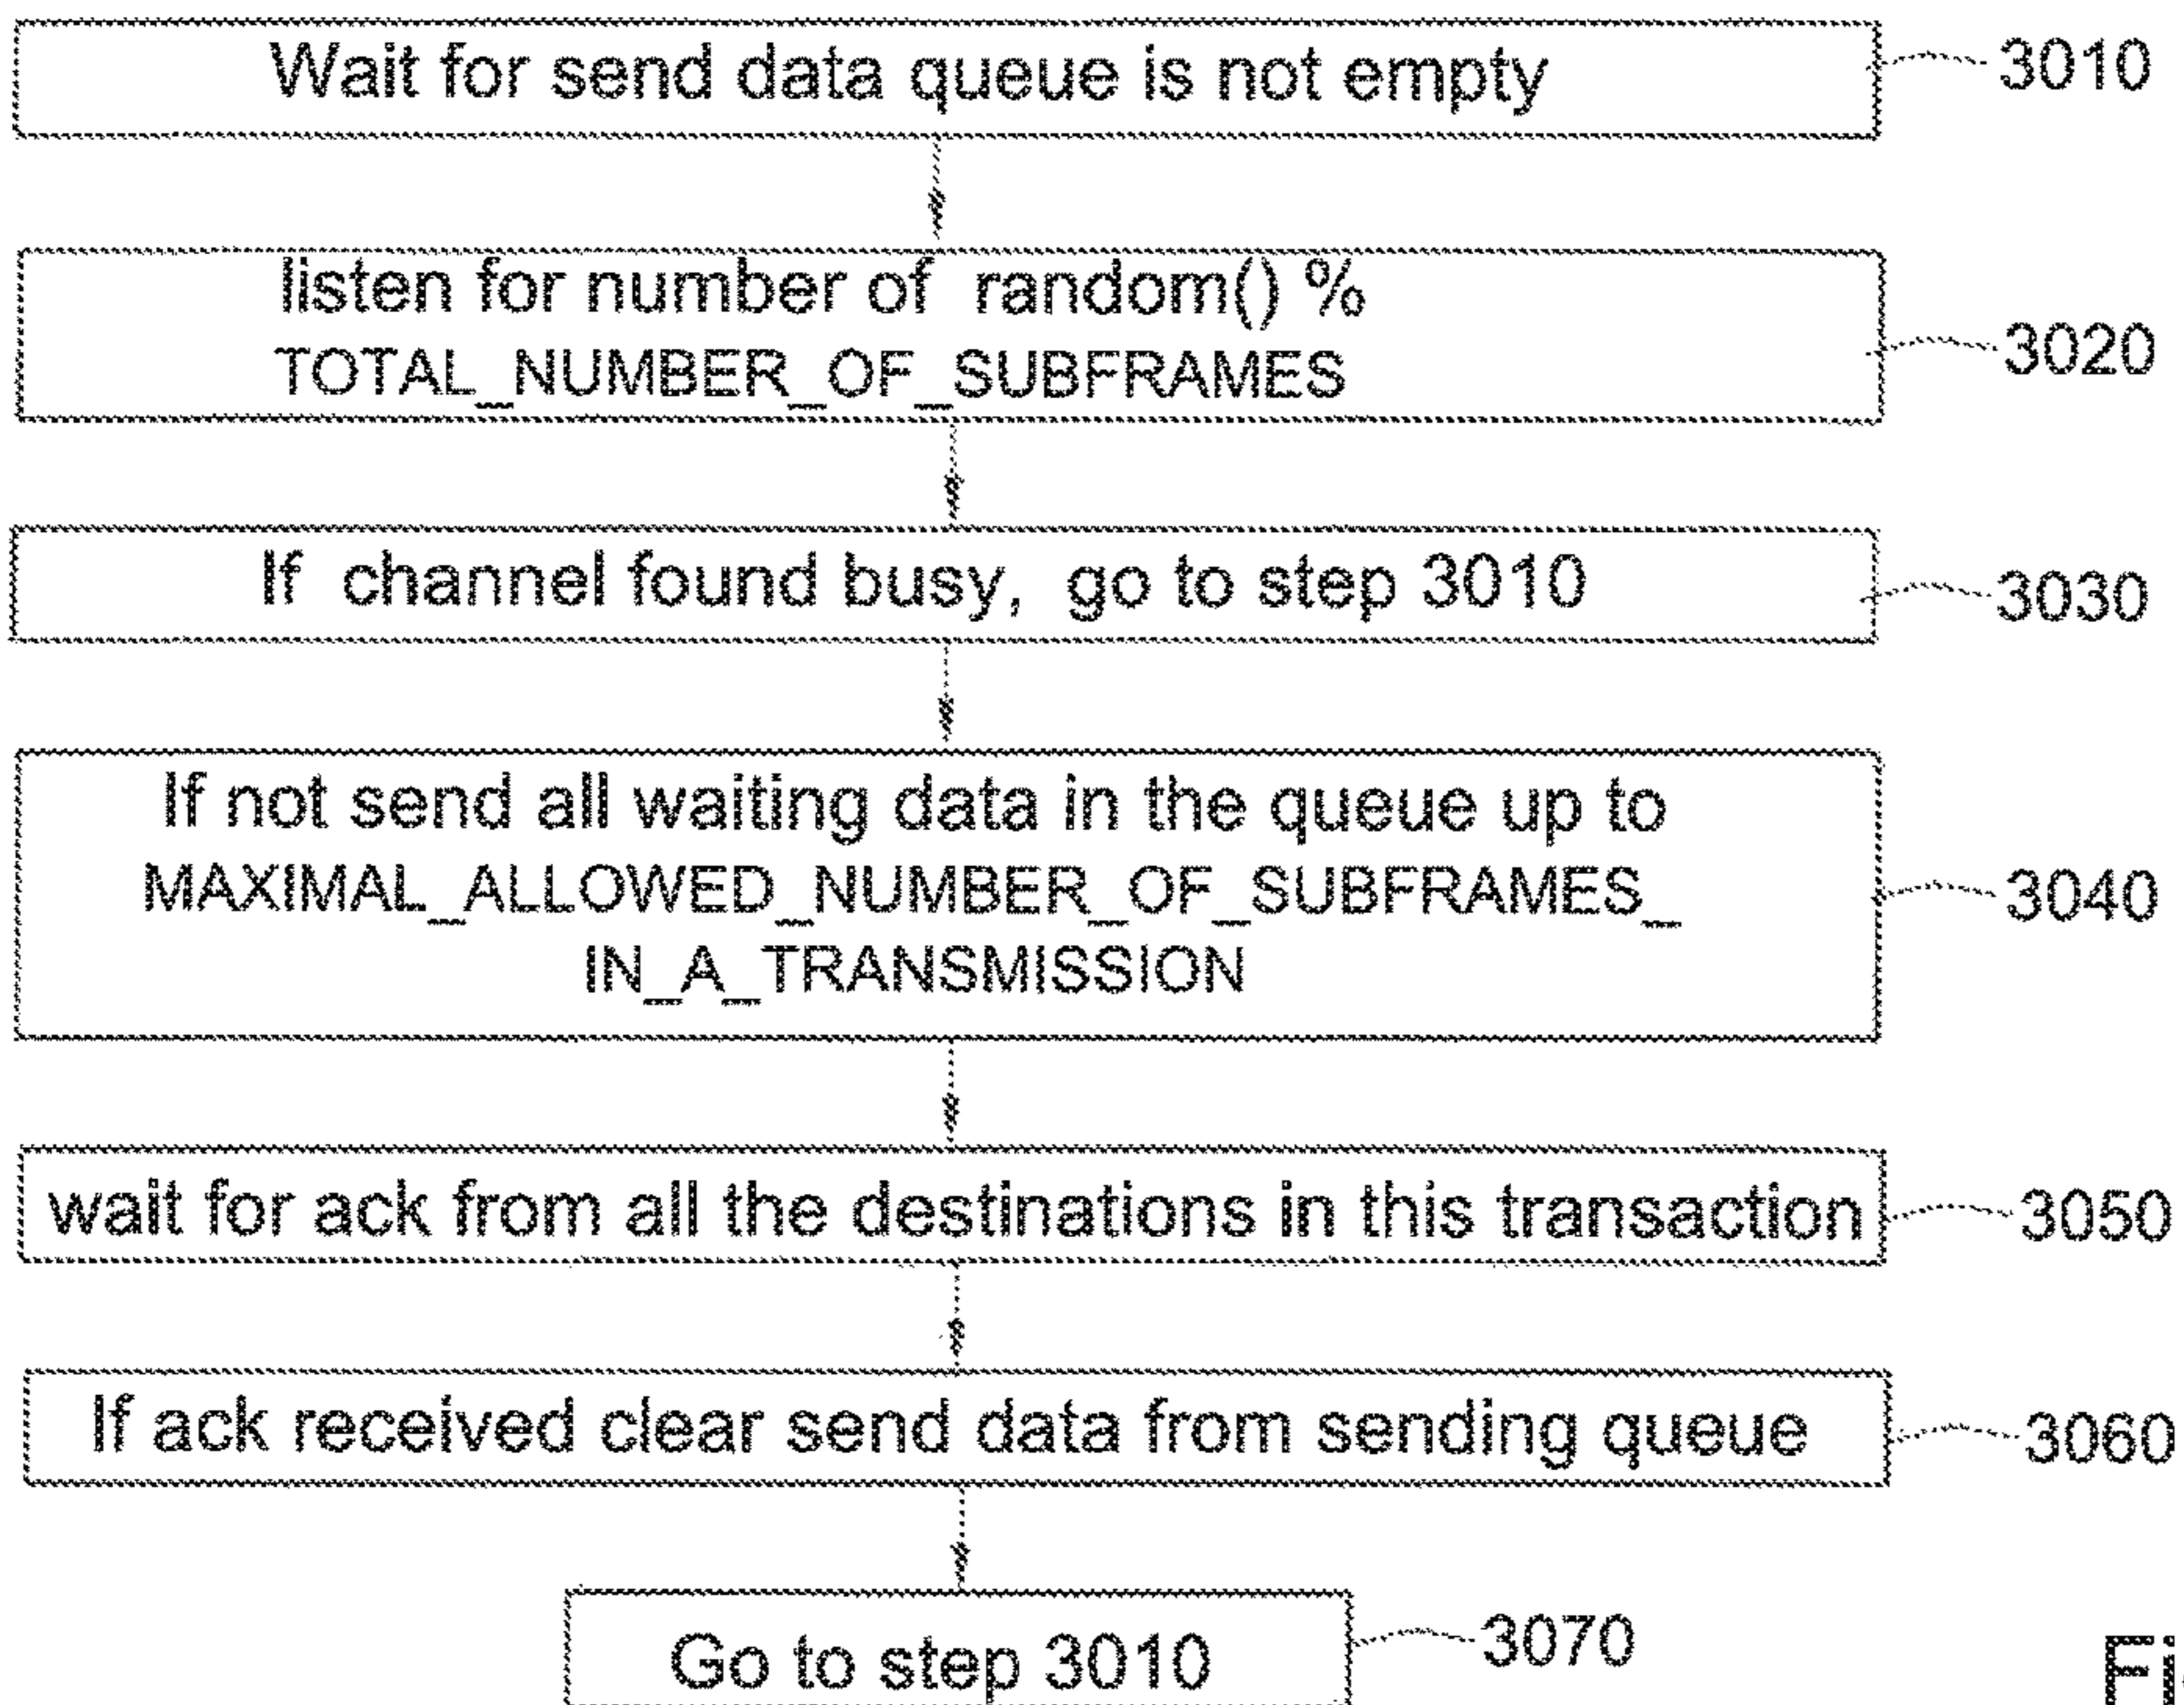 Wait for send data queue is not empty
3010
listen for number of random() %
TOTAL_NUMBER_OF_SUBFRAMES
3020
If channel found busy, go to step 3010
3030
If not send all waiting data in the queue up to
MAXIMAL_ALLOWED_NUMBER_OF_SUBFRAMES_
IN_A_TRANSMISSION
3040
wait for ack from all the destinations in this transaction
3050
If ack received clear send data from sending queue
3060
Go to step 3010
3070